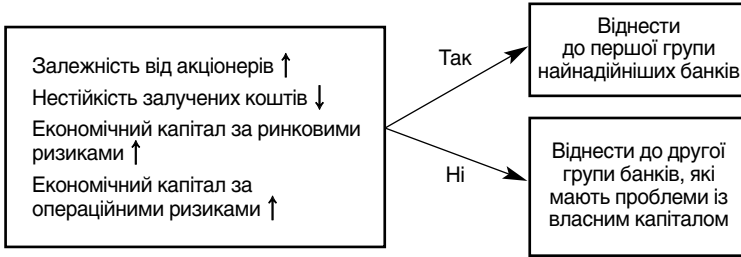 Залежність від акціонерів ↑
Нестійкість залучених коштів ↓
Економічний капітал за ринковими
ризиками ↑
Економічний капітал за
операційними ризиками ↑
Так
Віднести
до першої групи
найнадійніших банків
Ні
Віднести до другої
групи банків, які
мають проблеми із
власним капіталом